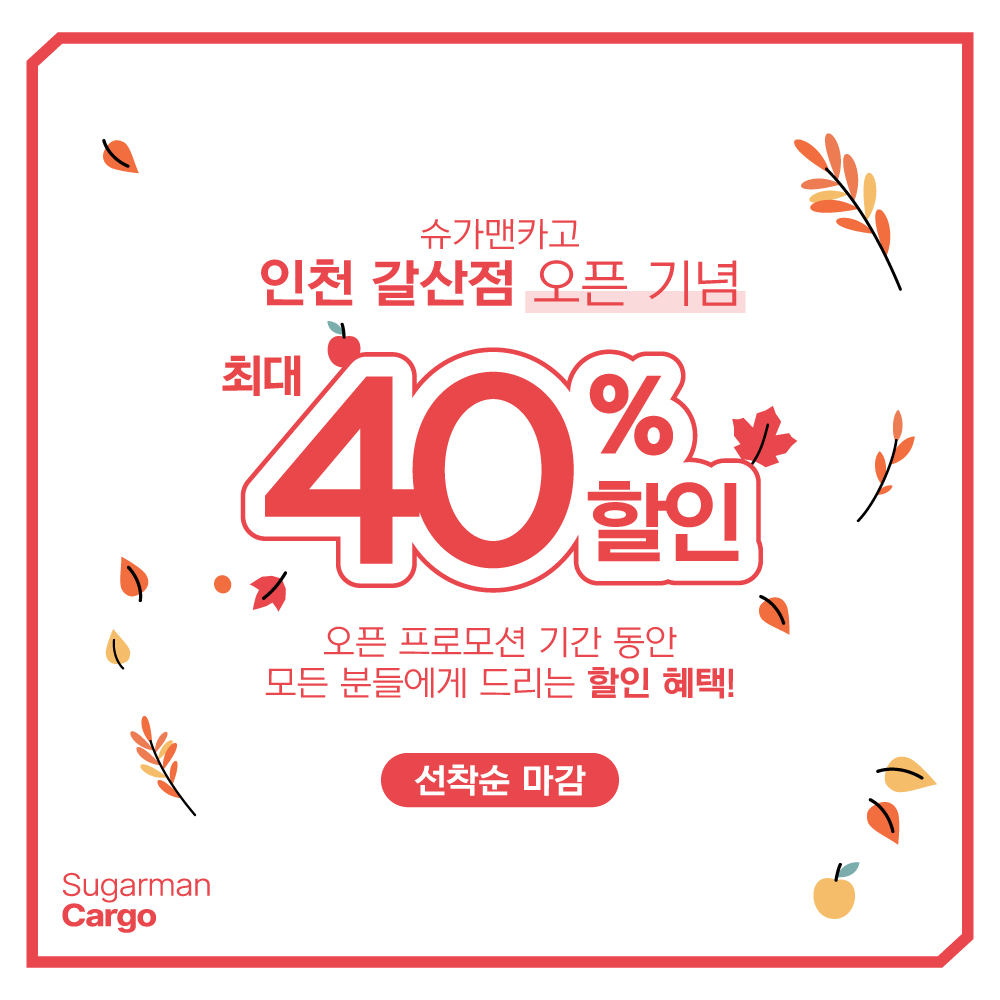 슈가맨카고
인천 갈산점 오픈 기념
최대
40%
할인
오픈 프로모션 기간 동안
모든 분들에게 드리는 할인 혜택!
선착순 마감
Sugarman
Cargo